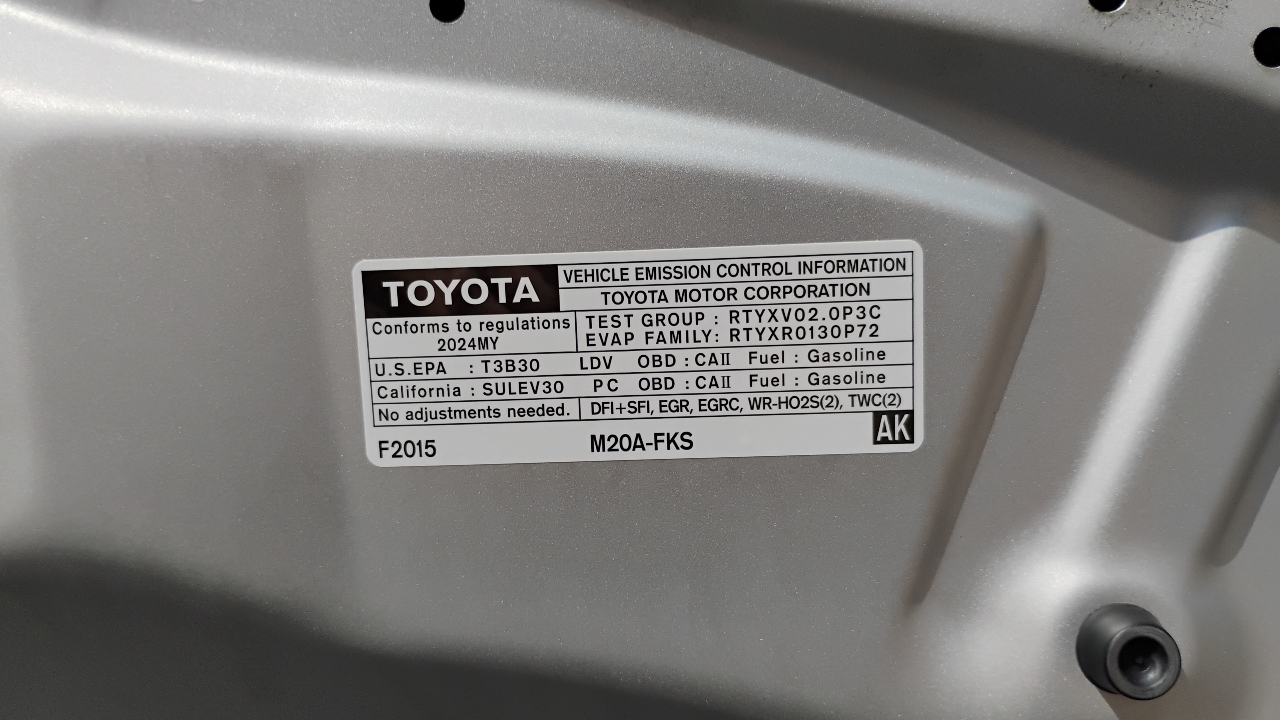 TOYOTA
VEHICLE EMISSION CONTROL INFORMATION
TOYOTA MOTOR CORPORATION
Conforms to regulations
2024MY
TEST GROUP : RTYXV02.0P3C
EVAP FAMILY: RTYXR0130P72
U.S.EPA : T3B30 LDV OBD : CAII Fuel : Gasoline
California : SULEV30 PC OBD : CAII Fuel : Gasoline
No adjustments needed. DFI+SFI, EGR, EGRC, WR-HO2S(2), TWC(2)
F2015 M20A-FKS AK